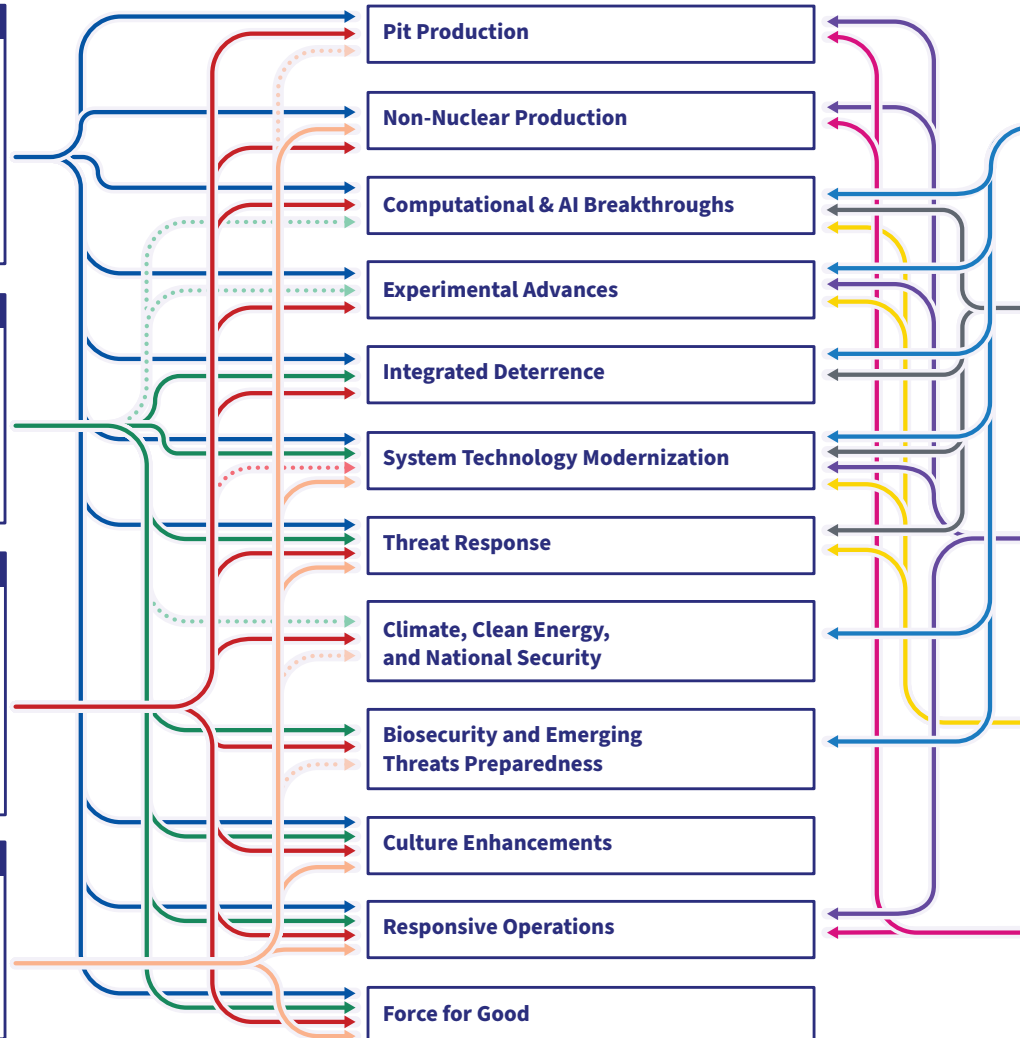 Pit Production
Non-Nuclear Production
Computational & AI Breakthroughs
Experimental Advances
Integrated Deterrence
System Technology Modernization
Threat Response
Climate, Clean Energy,
and National Security
Biosecurity and Emerging
Threats Preparedness
Culture Enhancements
Responsive Operations
Force for Good